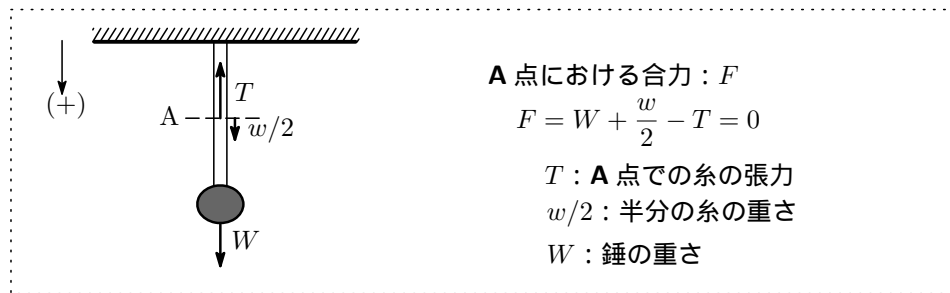 (+)
T
A
w/2
W
A 点における合力：F
F = W + w/2 − T = 0
T：A 点での糸の張力
w/2：半分の糸の重さ
W：錘の重さ